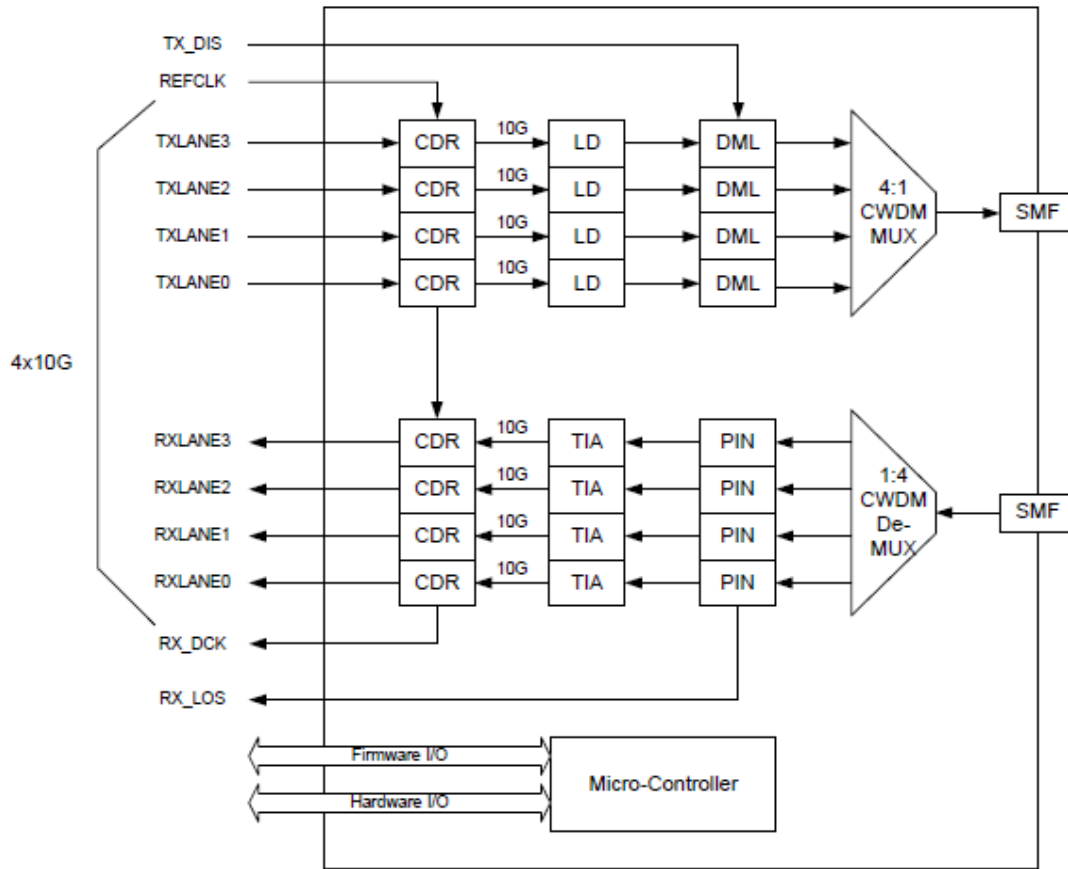 TX_DIS
REFCLK
TXLANE3
CDR
10G
LD
DML
TXLANE2
CDR
10G
LD
DML
TXLANE1
CDR
10G
LD
DML
TXLANE0
CDR
10G
LD
DML
4:1
CWDM
MUX
SMF
4x10G
RXLANE3
CDR
10G
TIA
PIN
RXLANE2
CDR
10G
TIA
PIN
RXLANE1
CDR
10G
TIA
PIN
RXLANE0
CDR
10G
TIA
PIN
1:4
CWDM
De-
MUX
SMF
RX_DCK
RX_LOS
Firmware I/O
Hardware I/O
Micro-Controller